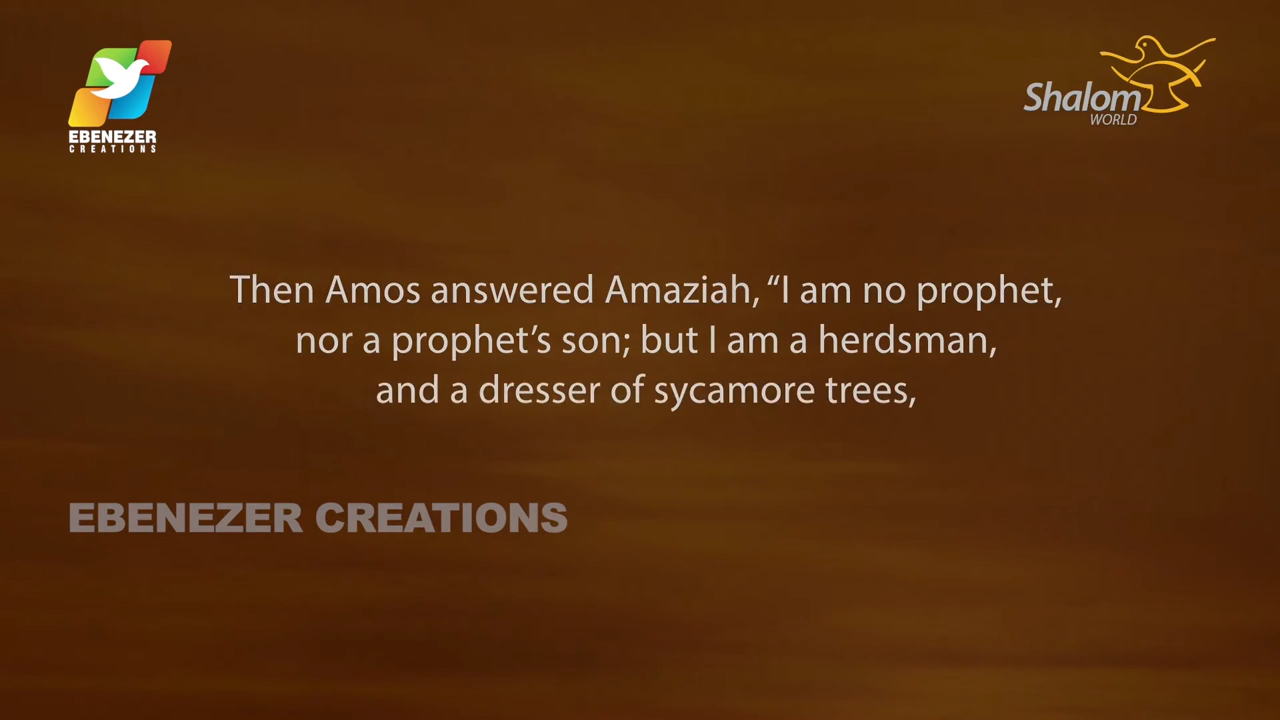 EBENEZER
CREATIONS
Shalom
WORLD
Then Amos answered Amaziah, “I am no prophet,
nor a prophet’s son; but I am a herdsman,
and a dresser of sycamore trees,
EBENEZER CREATIONS